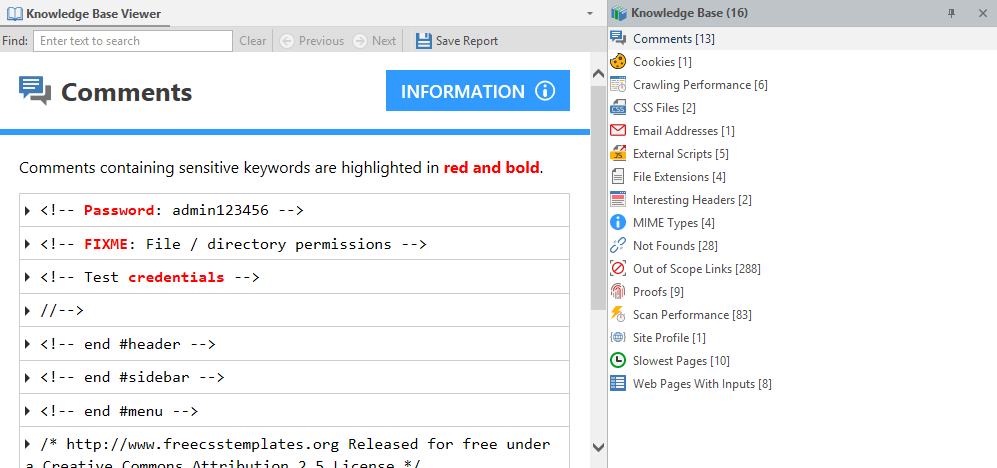 Knowledge Base Viewer
Find: Enter text to search Clear Previous Next Save Report
Comments
INFORMATION
Comments containing sensitive keywords are highlighted in red and bold.
<!-- Password: admin123456 -->
<!-- FIXME: File / directory permissions -->
<!-- Test credentials -->
//-->
<!-- end #header -->
<!-- end #sidebar -->
<!-- end #menu -->
/* http://www.freecsstemplates.org Released for free under
a Creative Commons Attribution 2.5 License */
Knowledge Base (16)
Comments [13]
Cookies [1]
Crawling Performance [6]
CSS Files [2]
Email Addresses [1]
External Scripts [5]
File Extensions [4]
Interesting Headers [2]
MIME Types [4]
Not Founds [28]
Out of Scope Links [288]
Proofs [9]
Scan Performance [83]
Site Profile [1]
Slowest Pages [10]
Web Pages With Inputs [8]